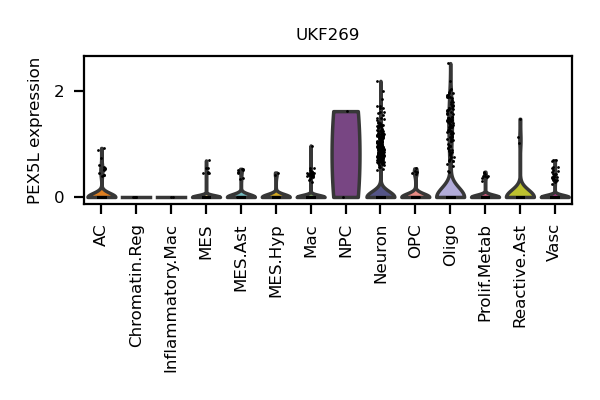 UKF269
PEX5L expression
2
0
AC
Chromatin.Reg
Inflammatory.Mac
MES
MES.Ast
MES.Hyp
Mac
NPC
Neuron
OPC
Oligo
Prolif.Metab
Reactive.Ast
Vasc